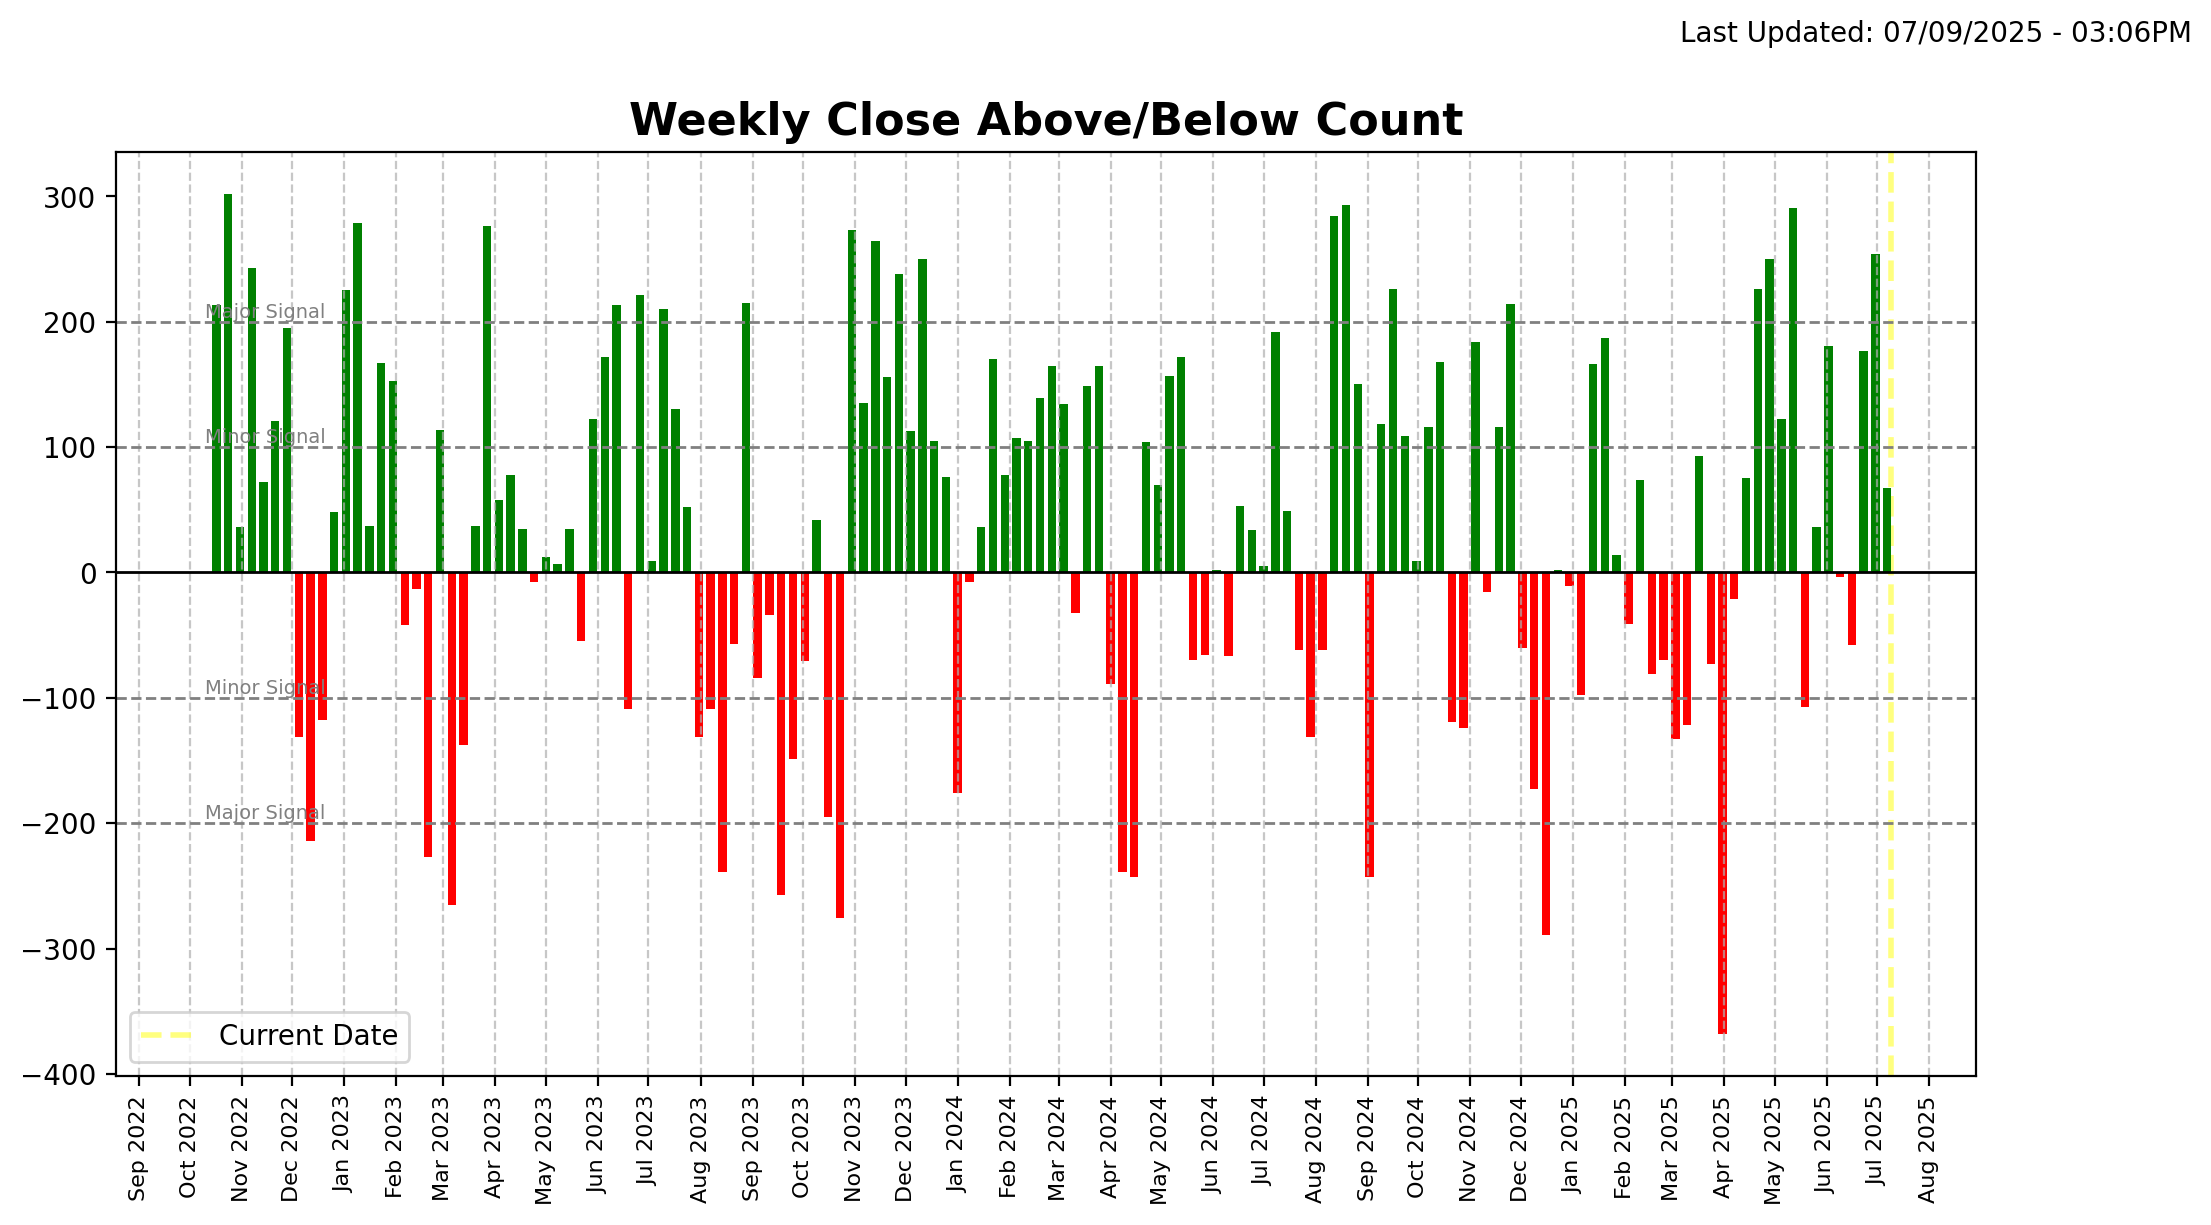 Last Updated: 07/09/2025 - 03:06PM
Weekly Close Above/Below Count
300
200
100
0
−100
−200
−300
−400
Major Signal
Minor Signal
Minor Signal
Major Signal
Current Date
Sep 2022
Oct 2022
Nov 2022
Dec 2022
Jan 2023
Feb 2023
Mar 2023
Apr 2023
May 2023
Jun 2023
Jul 2023
Aug 2023
Sep 2023
Oct 2023
Nov 2023
Dec 2023
Jan 2024
Feb 2024
Mar 2024
Apr 2024
May 2024
Jun 2024
Jul 2024
Aug 2024
Sep 2024
Oct 2024
Nov 2024
Dec 2024
Jan 2025
Feb 2025
Mar 2025
Apr 2025
May 2025
Jun 2025
Jul 2025
Aug 2025